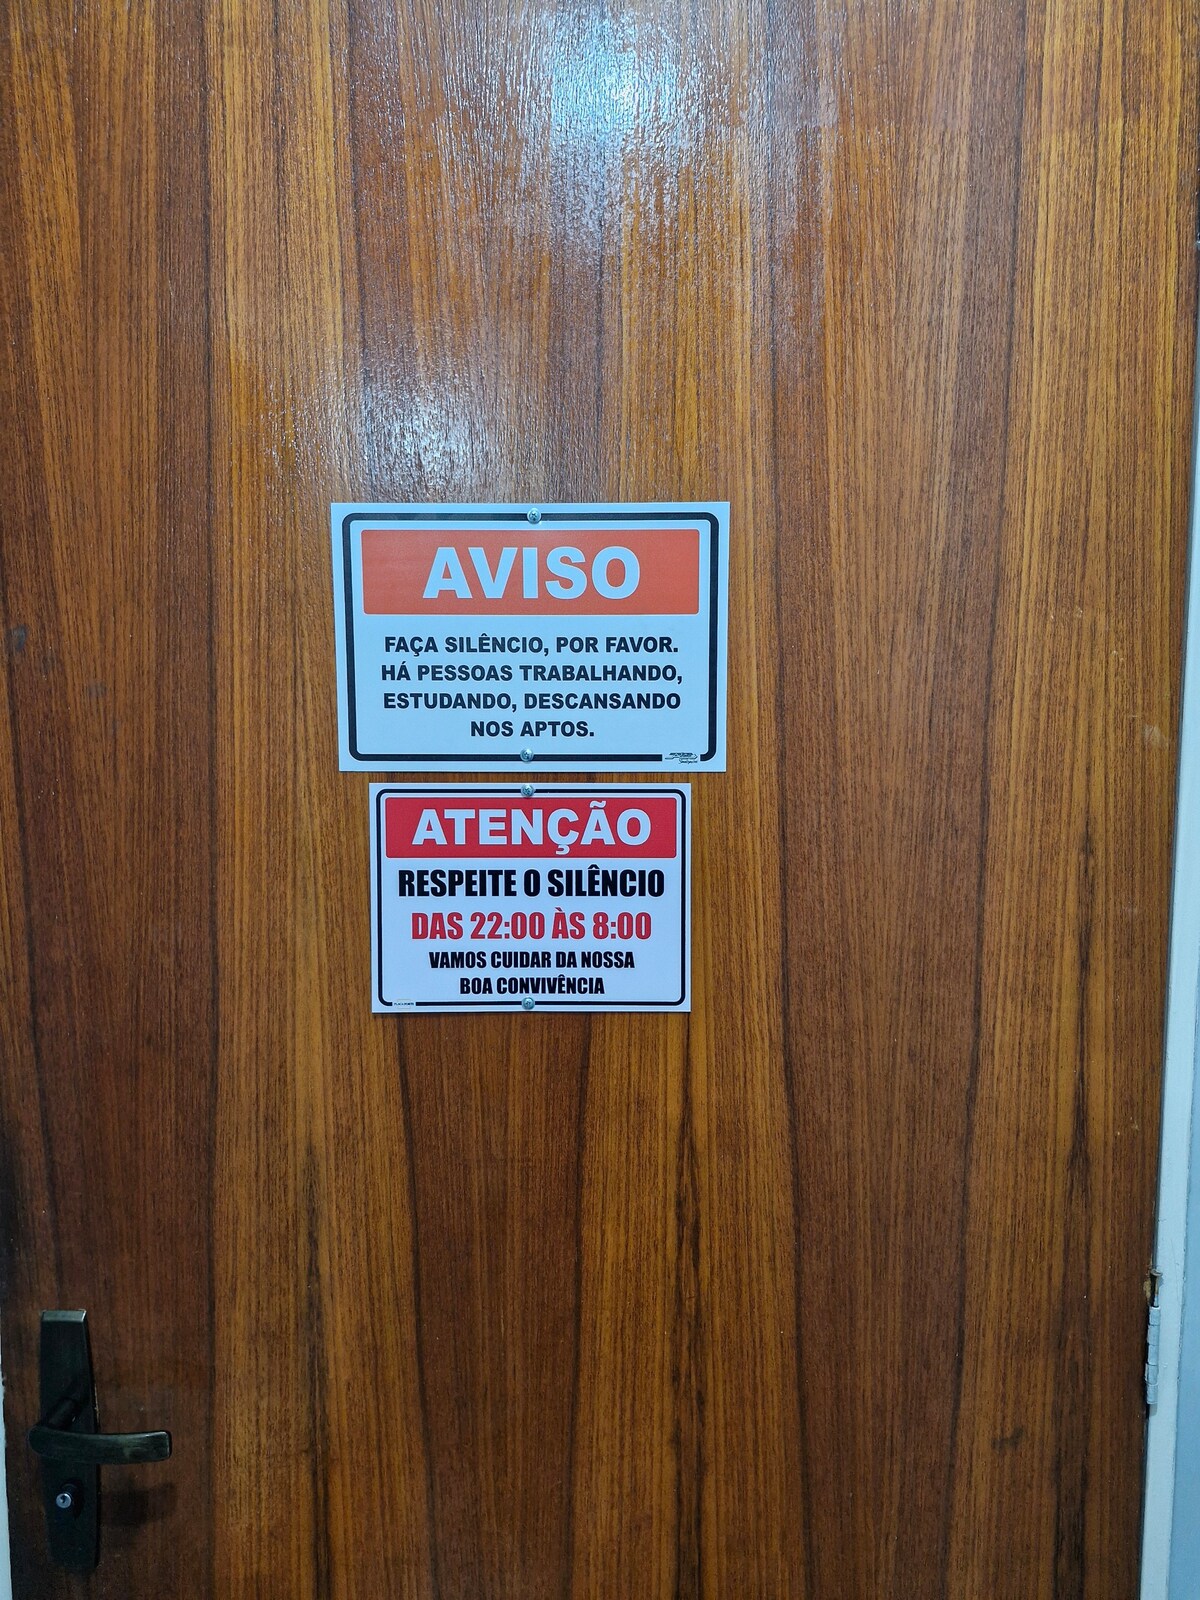 AVISO
FAÇA SILÊNCIO, POR FAVOR.
HÁ PESSOAS TRABALHANDO,
ESTUDANDO, DESCANSANDO
NOS APTOS.
ATENÇÃO
RESPEITE O SILÊNCIO
DAS 22:00 ÀS 8:00
VAMOS CUIDAR DA NOSSA
BOA CONVIVÊNCIA